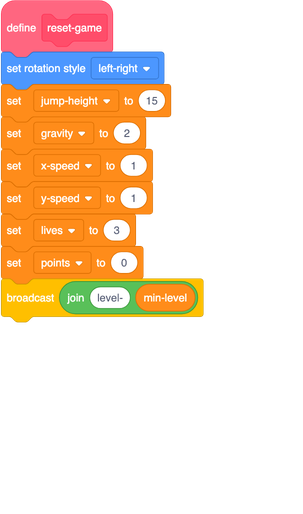 define reset-game
set rotation style left-right
set jump-height to 15
set gravity to 2
set x-speed to 1
set y-speed to 1
set lives to 3
set points to 0
broadcast join level- min-level